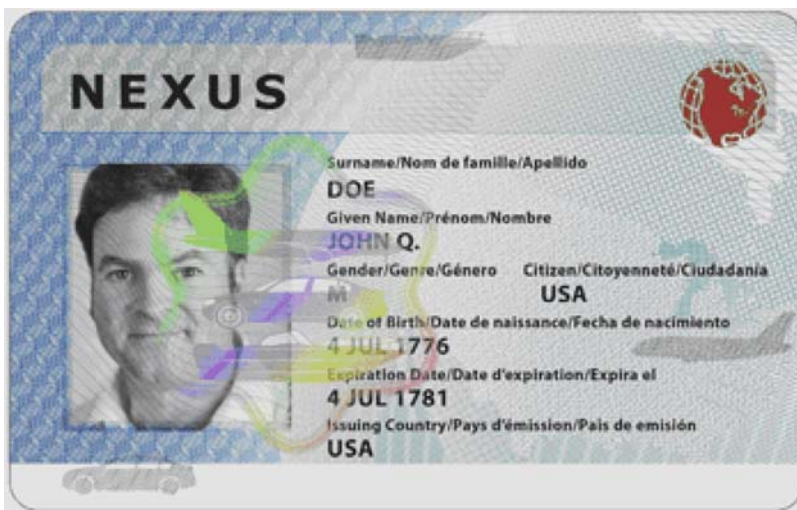 NEXUS
Surname/Nom de famille/Apellido
DOE
Given Name/Prénom/Nombre
JOHN Q.
Gender/Genre/Género Citizen/Citoyenneté/Ciudadanía
M USA
Date of Birth/Date de naissance/Fecha de nacimiento
4 JUL 1776
Expiration Date/Date d'expiration/Expira el
4 JUL 1781
Issuing Country/Pays d'émission/Pais de emisión
USA